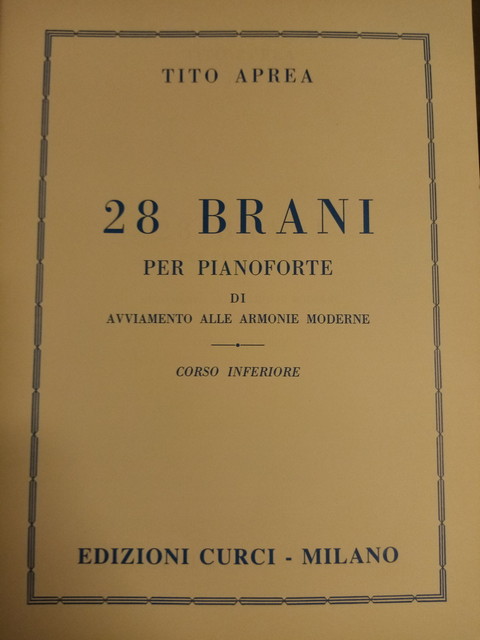 TITO APREA
28 BRANI
PER PIANOFORTE
DI
AVVIAMENTO ALLE ARMONIE MODERNE
CORSO INFERIORE
EDIZIONI CURCI - MILANO